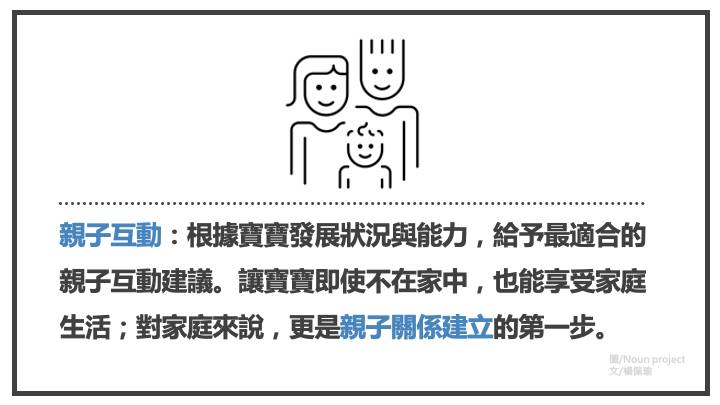 親子互動：根據寶寶發展狀況與能力，給予最適合的
親子互動建議。讓寶寶即使不在家中，也能享受家庭
生活；對家庭來說，更是親子關係建立的第一步。
圖/Noun project
文/楊佩瑜